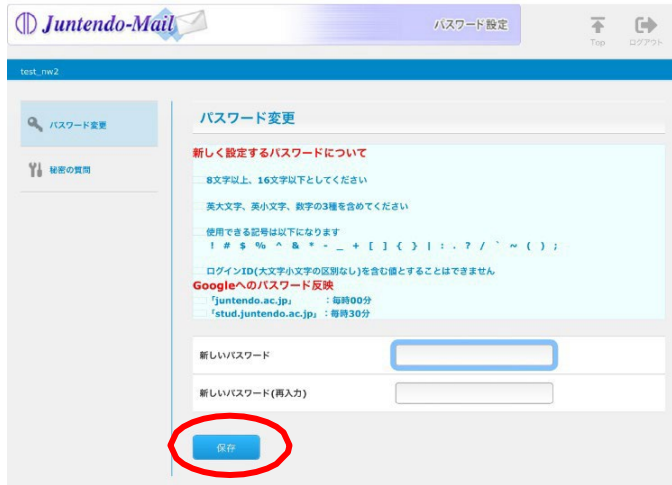 Juntendo-Mail
パスワード設定
Top
ログアウト
test_nw2
パスワード変更
秘密の質問
パスワード変更
新しく設定するパスワードについて
8文字以上、16文字以下としてください
英大文字、英小文字、数字の3種を含めてください
使用できる記号は以下になります
! # $ % ^ & * - _ + [ ] { } | : . ? / ` ~ ( ) ;
ログインID(大文字小文字の区別なし)を含む値とすることはできません
Googleへのパスワード反映
「juntendo.ac.jp」 ：毎時00分
「stud.juntendo.ac.jp」：毎時30分
新しいパスワード
新しいパスワード(再入力)
保存